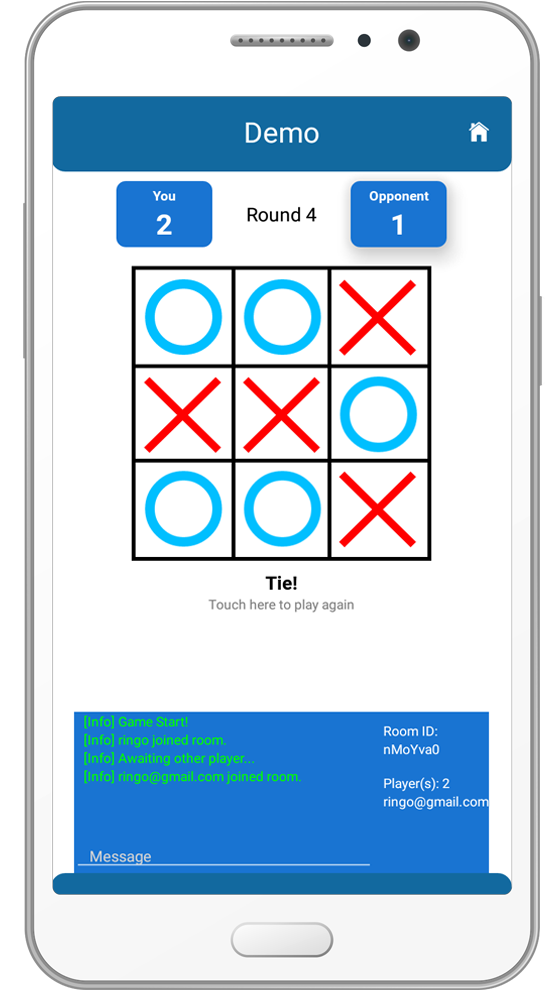 Demo
You
2
Round 4
Opponent
1
Tie!
Touch here to play again
[Info] Game Start!
[Info] ringo joined room.
[Info] Awaiting other player...
[Info] ringo@gmail.com joined room.
Message
Room ID:
nMoYva0
Player(s): 2
ringo@gmail.com